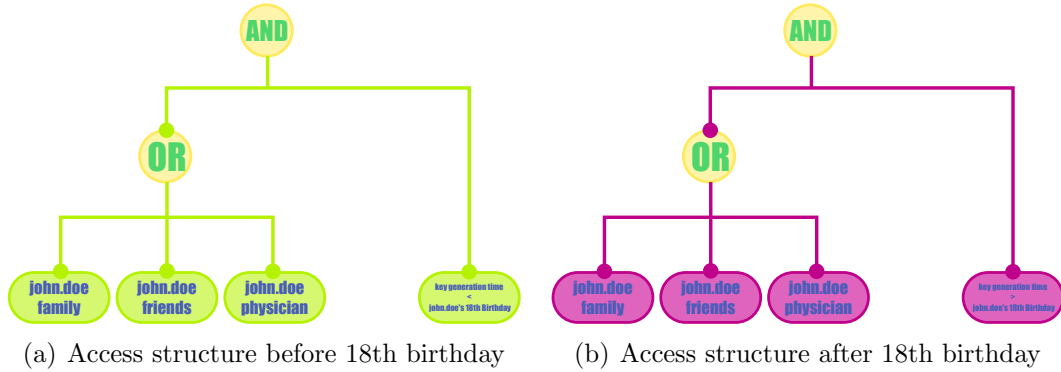 AND
OR
john.doe
family
john.doe
friends
john.doe
physician
key generation time
<
john.doe's 18th Birthday
(a) Access structure before 18th birthday
AND
OR
john.doe
family
john.doe
friends
john.doe
physician
key generation time
>
john.doe's 18th Birthday
(b) Access structure after 18th birthday